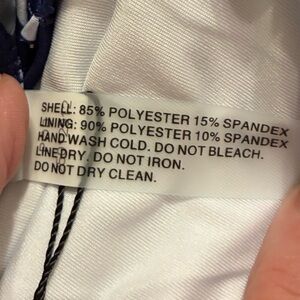 SHELL: 85% POLYESTER 15% SPANDEX
LINING: 90% POLYESTER 10% SPANDEX
HAND WASH COLD. DO NOT BLEACH.
LINE DRY. DO NOT IRON.
DO NOT DRY CLEAN.